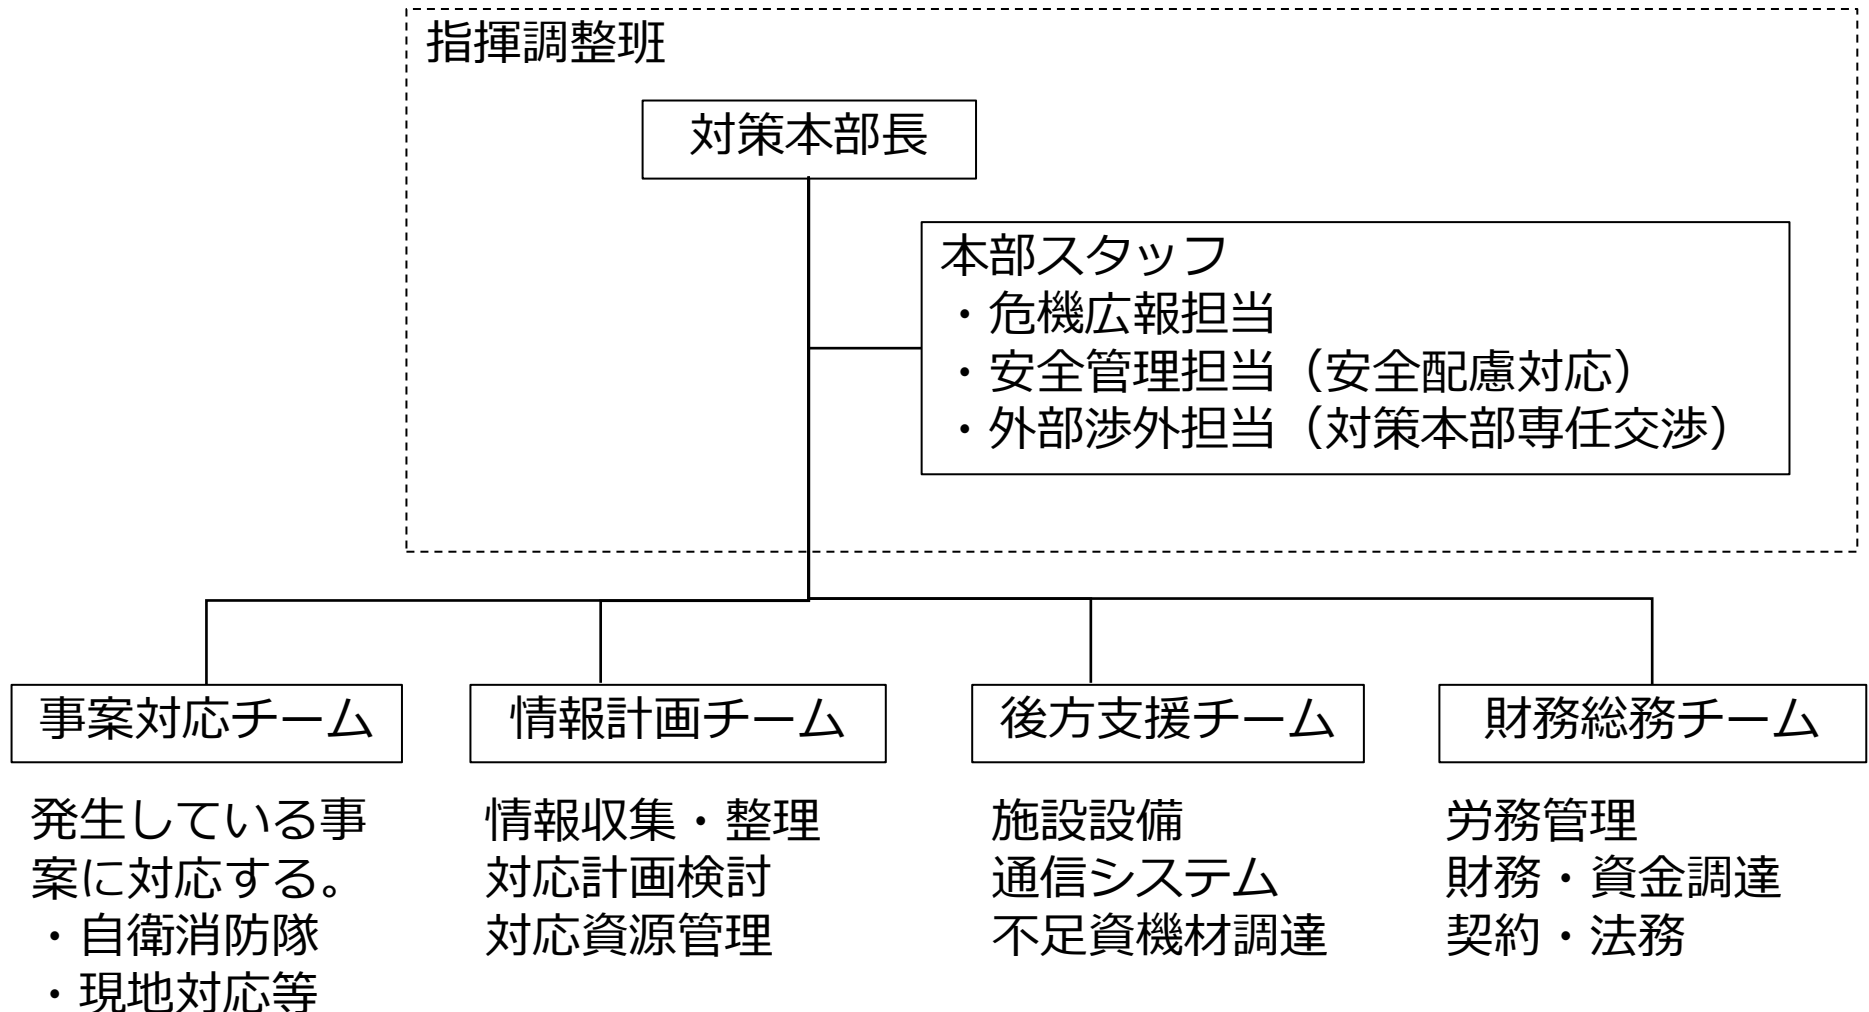 指揮調整班
対策本部長
本部スタッフ
・危機広報担当
・安全管理担当（安全配慮対応）
・外部渉外担当（対策本部専任交渉）
事案対応チーム
発生している事
案に対応する。
・自衛消防隊
・現地対応等
情報計画チーム
情報収集・整理
対応計画検討
対応資源管理
後方支援チーム
施設設備
通信システム
不足資機材調達
財務総務チーム
労務管理
財務・資金調達
契約・法務